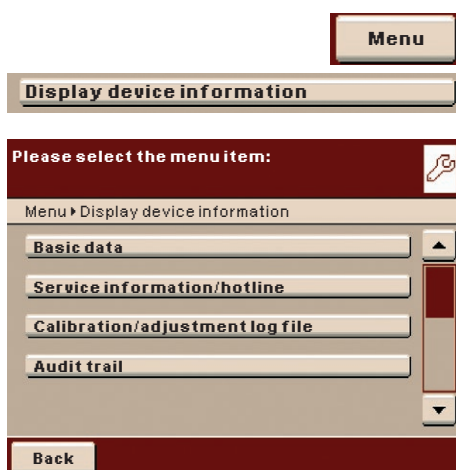 Menu
Display device information
Please select the menu item:
Menu ▸ Display device information
Basic data
Service information/hotline
Calibration/adjustment log file
Audit trail
Back